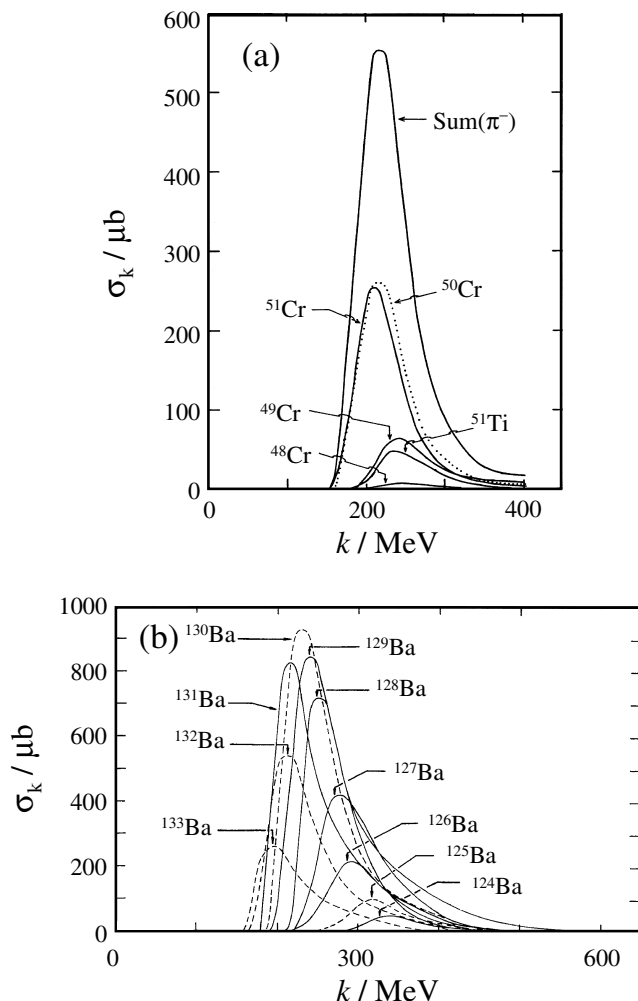 (a)
600
500
400
300
200
100
0
σₖ / μb
Sum(π⁻)
⁵¹Cr
⁵⁰Cr
⁴⁹Cr
⁵¹Ti
⁴⁸Cr
0 200 400
k / MeV
(b)
1000
800
600
400
200
0
σₖ / μb
¹³⁰Ba
¹²⁹Ba
¹²⁸Ba
¹³¹Ba
¹³²Ba
¹²⁷Ba
¹³³Ba
¹²⁶Ba
¹²⁵Ba
¹²⁴Ba
0 300 600
k / MeV